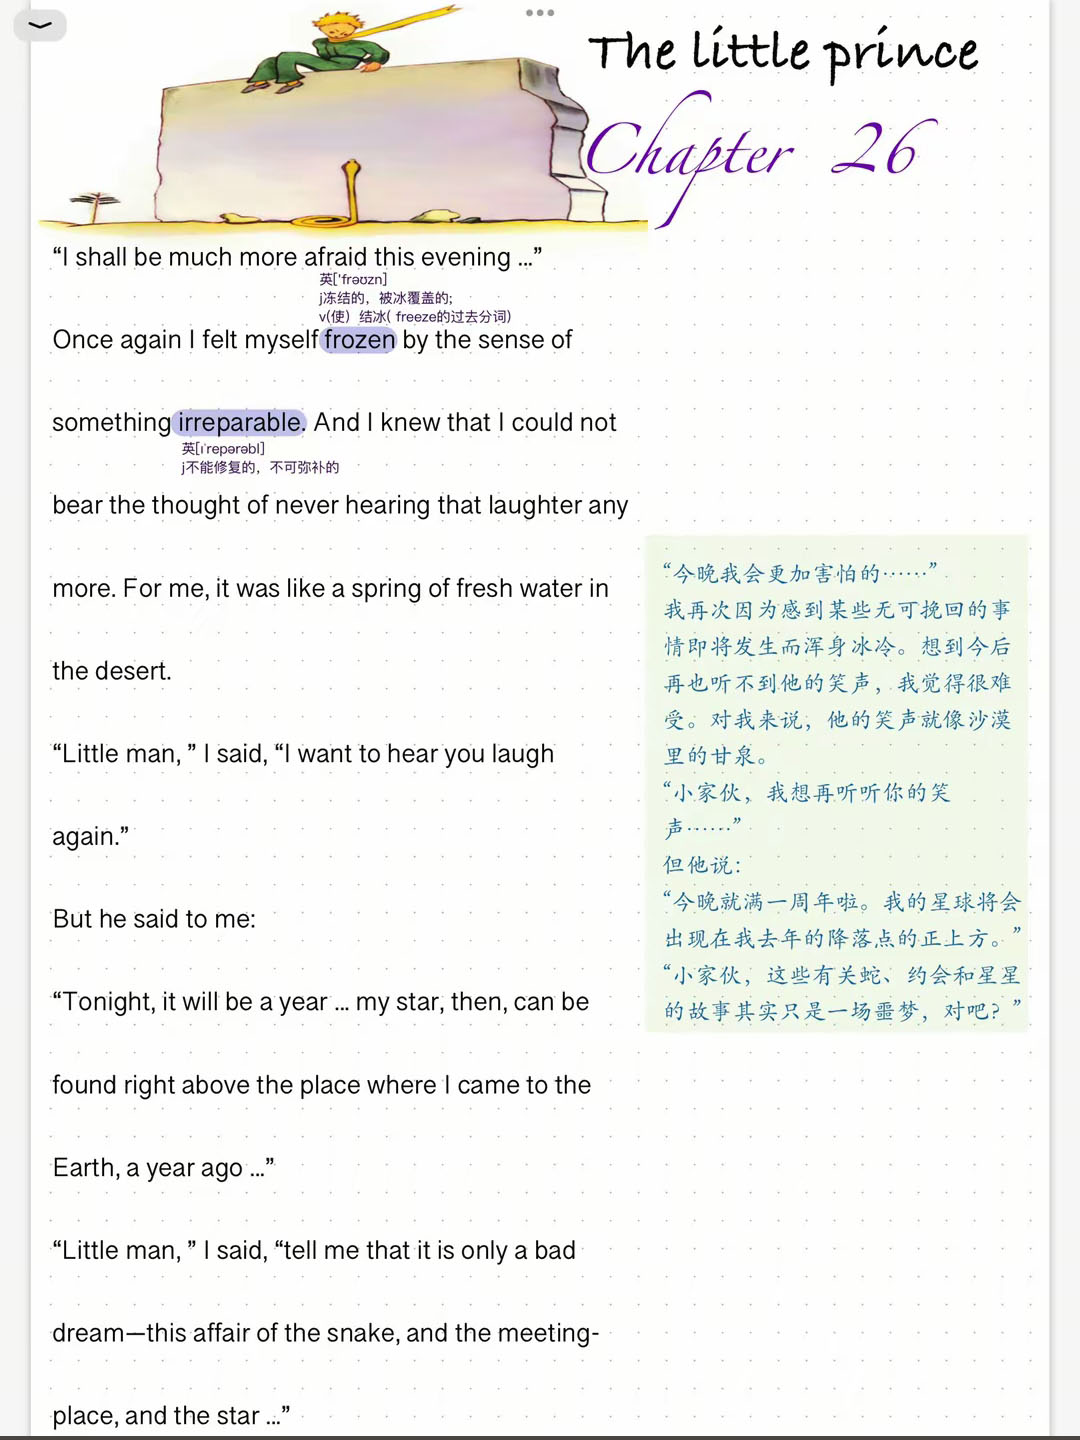 The little prince
Chapter 26
“I shall be much more afraid this evening ...”
英['frəʊzn]
j冻结的，被冰覆盖的;
v(使）结冰( freeze的过去分词)
Once again I felt myself frozen by the sense of
something irreparable. And I knew that I could not
英[ɪˈrepərəbl]
j不能修复的，不可弥补的
bear the thought of never hearing that laughter any
more. For me, it was like a spring of fresh water in
the desert.
“Little man, ” I said, “I want to hear you laugh
again.”
But he said to me:
“Tonight, it will be a year ... my star, then, can be
found right above the place where I came to the
Earth, a year ago ...”
“Little man, ” I said, “tell me that it is only a bad
dream—this affair of the snake, and the meeting-
place, and the star ...”
“今晚我会更加害怕的······”
我再次因为感到某些无可挽回的事
情即将发生而浑身冰冷。想到今后
再也听不到他的笑声，我觉得很难
受。对我来说，他的笑声就像沙漠
里的甘泉。
“小家伙，我想再听听你的笑
声······”
但他说：
“今晚就满一周年啦。我的星球将会
出现在我去年的降落点的正上方。”
“小家伙，这些有关蛇、约会和星星
的故事其实只是一场噩梦，对吧？”